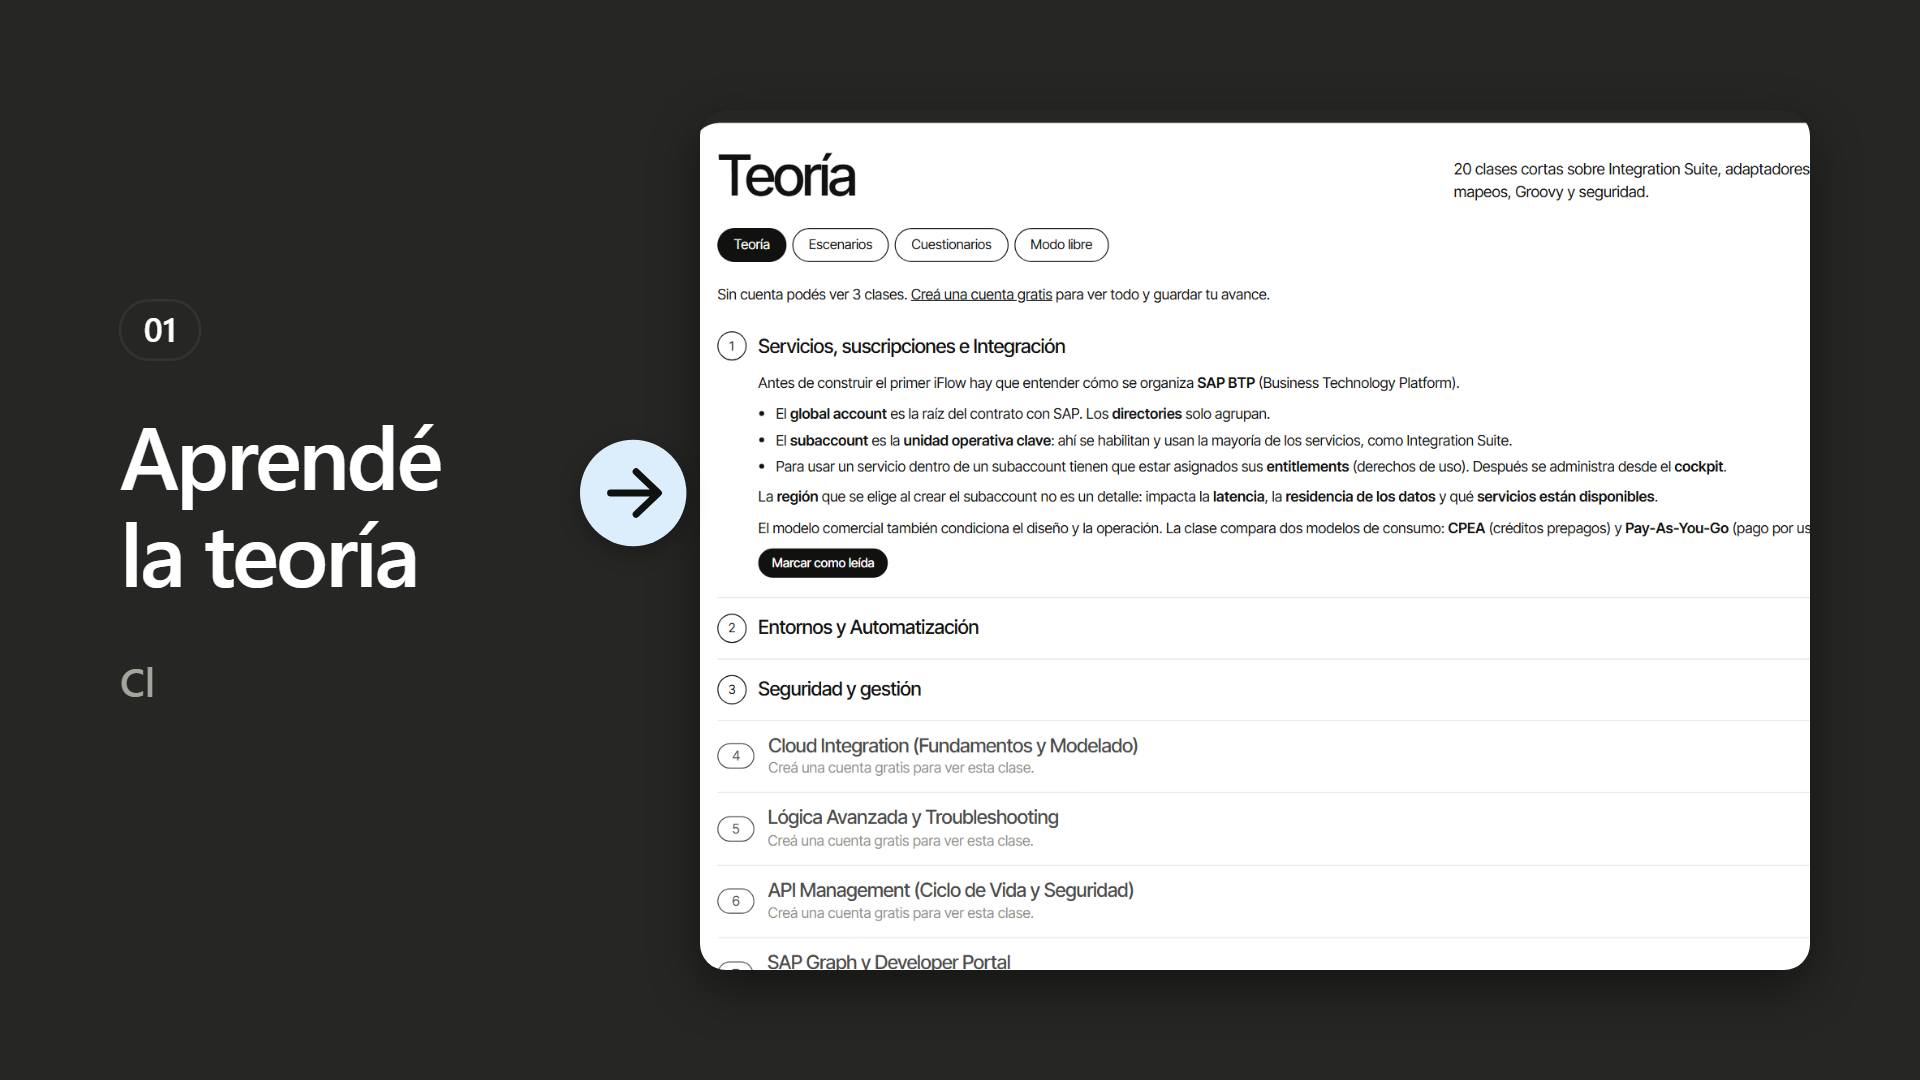 01
Aprendé
la teoría
Cl
Teoría
20 clases cortas sobre Integration Suite, adaptadores
mapeos, Groovy y seguridad.
Teoría
Escenarios
Cuestionarios
Modo libre
Sin cuenta podés ver 3 clases. Creá una cuenta gratis para ver todo y guardar tu avance.
1 Servicios, suscripciones e Integración
Antes de construir el primer iFlow hay que entender cómo se organiza SAP BTP (Business Technology Platform).
• El global account es la raíz del contrato con SAP. Los directories solo agrupan.
• El subaccount es la unidad operativa clave: ahí se habilitan y usan la mayoría de los servicios, como Integration Suite.
• Para usar un servicio dentro de un subaccount tienen que estar asignados sus entitlements (derechos de uso). Después se administra desde el cockpit.
La región que se elige al crear el subaccount no es un detalle: impacta la latencia, la residencia de los datos y qué servicios están disponibles.
El modelo comercial también condiciona el diseño y la operación. La clase compara dos modelos de consumo: CPEA (créditos prepagos) y Pay-As-You-Go (pago por us
Marcar como leída
2 Entornos y Automatización
3 Seguridad y gestión
4 Cloud Integration (Fundamentos y Modelado)
Creá una cuenta gratis para ver esta clase.
5 Lógica Avanzada y Troubleshooting
Creá una cuenta gratis para ver esta clase.
6 API Management (Ciclo de Vida y Seguridad)
Creá una cuenta gratis para ver esta clase.
SAP Graph y Developer Portal